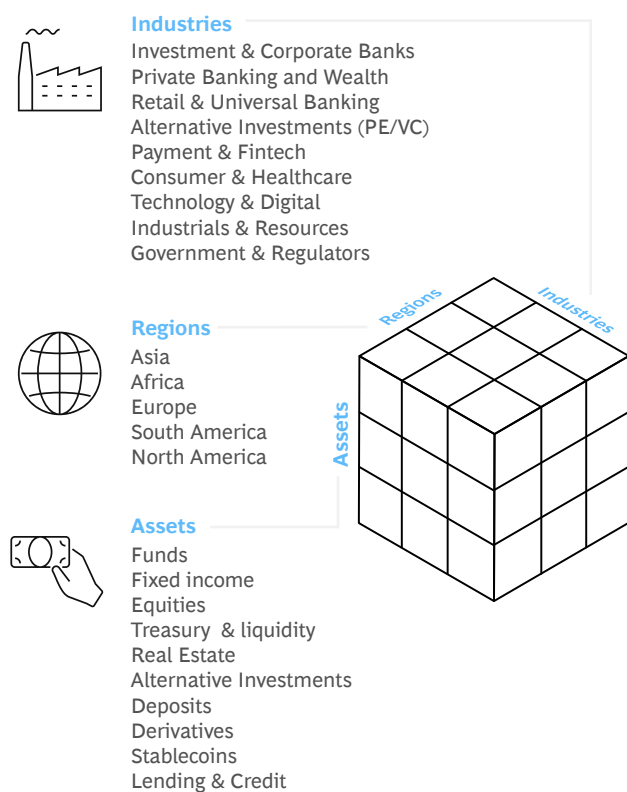 Industries
Investment & Corporate Banks
Private Banking and Wealth
Retail & Universal Banking
Alternative Investments (PE/VC)
Payment & Fintech
Consumer & Healthcare
Technology & Digital
Industrials & Resources
Government & Regulators
Regions
Industries
Regions
Asia
Africa
Europe
South America
North America
Assets
Assets
Funds
Fixed income
Equities
Treasury & liquidity
Real Estate
Alternative Investments
Deposits
Derivatives
Stablecoins
Lending & Credit